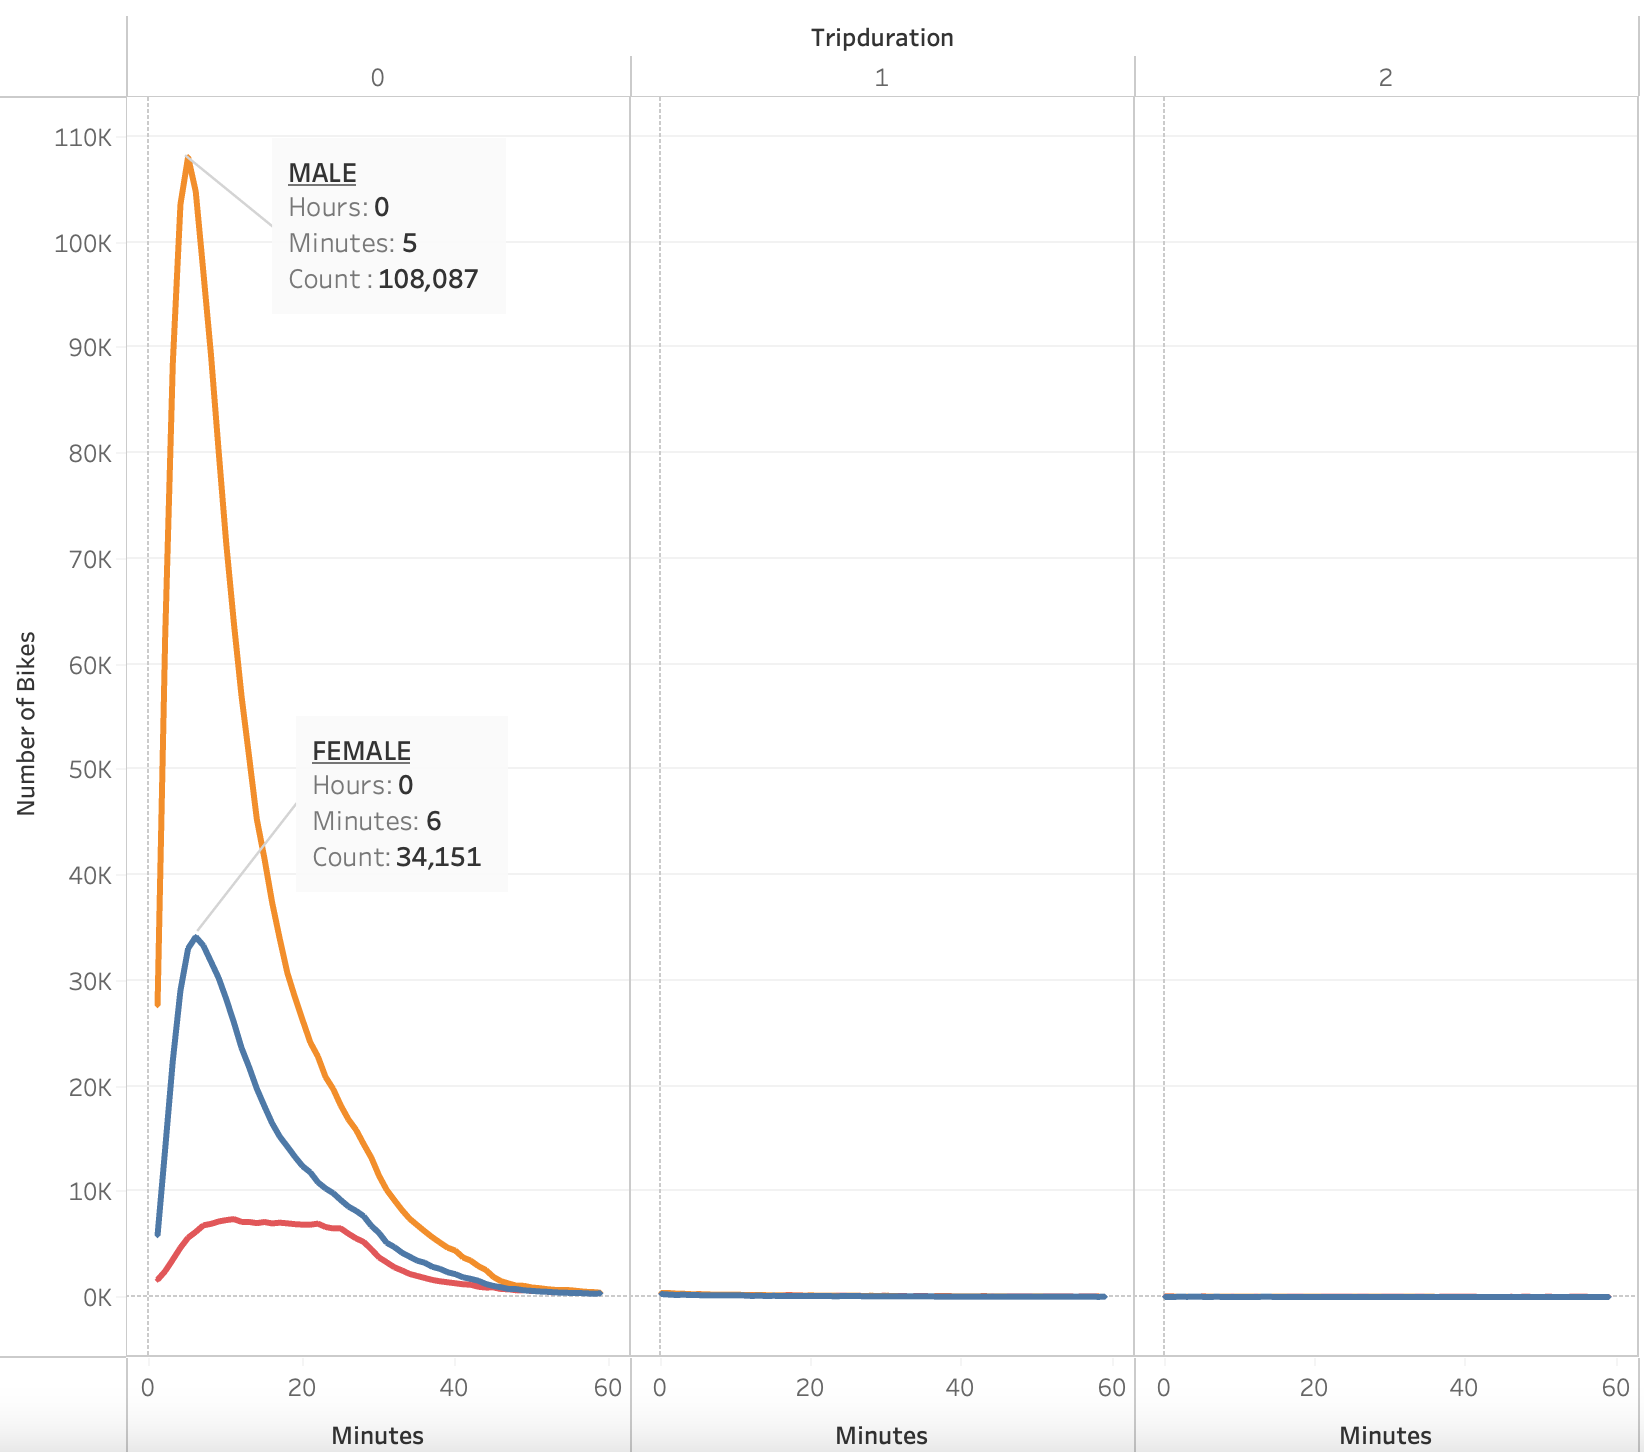 Tripduration
0 1 2
110K
100K
90K
80K
70K
60K
50K
40K
30K
20K
10K
0K
Number of Bikes
MALE
Hours: 0
Minutes: 5
Count : 108,087
FEMALE
Hours: 0
Minutes: 6
Count: 34,151
0 20 40 60 0 20 40 60 0 20 40 60
Minutes Minutes Minutes